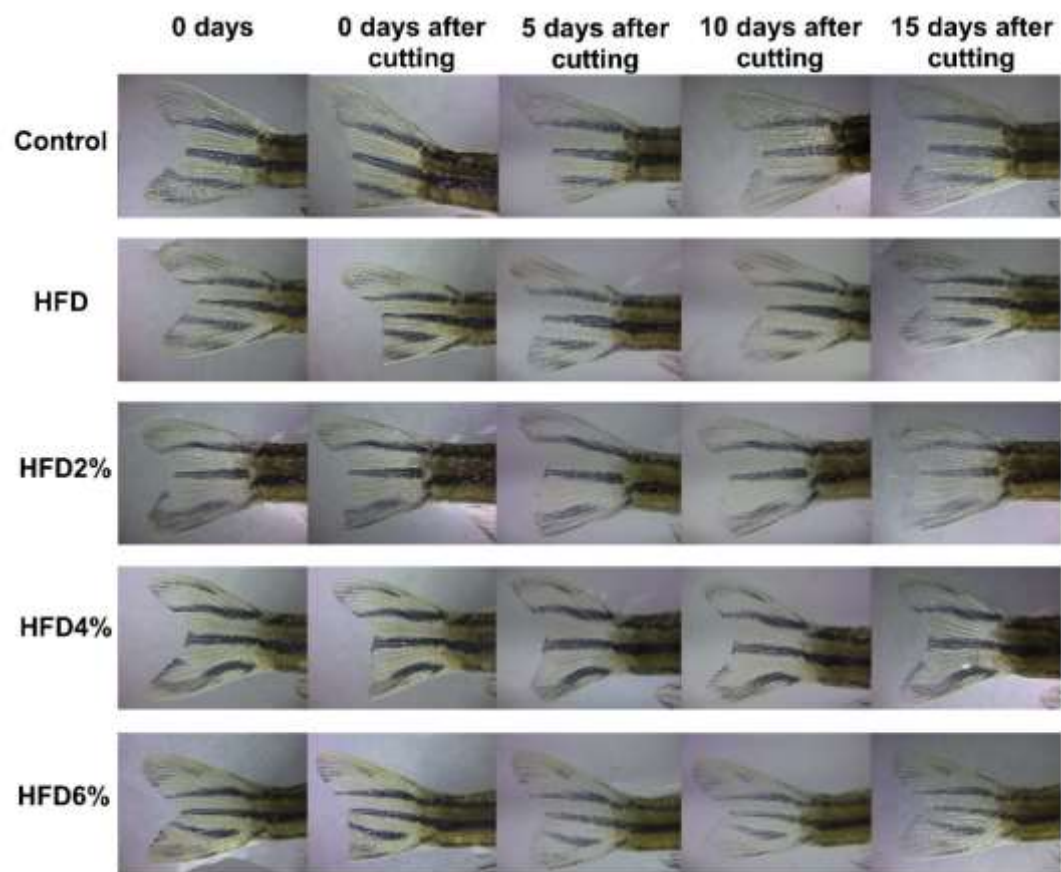 0 days
0 days after
cutting
5 days after
cutting
10 days after
cutting
15 days after
cutting
Control
HFD
HFD2%
HFD4%
HFD6%